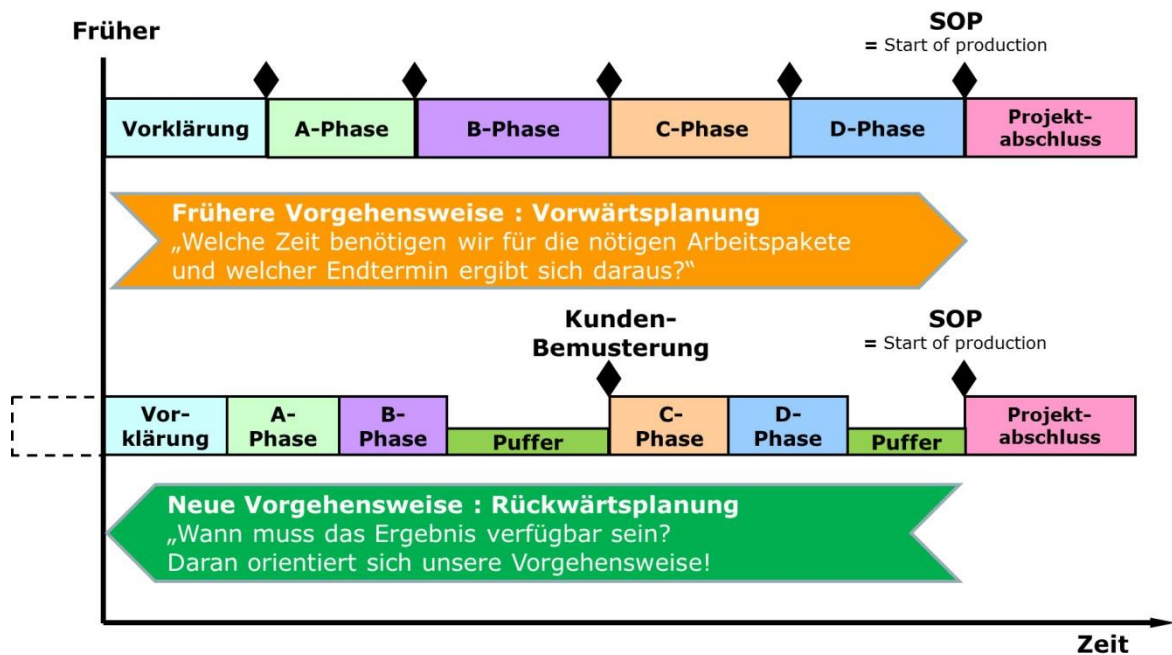 Früher
SOP
= Start of production
Vorklärung
A-Phase
B-Phase
C-Phase
D-Phase
Projekt-
abschluss
Frühere Vorgehensweise : Vorwärtsplanung
„Welche Zeit benötigen wir für die nötigen Arbeitspakete
und welcher Endtermin ergibt sich daraus?“
Kunden-
Bemusterung
SOP
= Start of production
Vor-
klärung
A-
Phase
B-
Phase
Puffer
C-
Phase
D-
Phase
Puffer
Projekt-
abschluss
Neue Vorgehensweise : Rückwärtsplanung
„Wann muss das Ergebnis verfügbar sein?
Daran orientiert sich unsere Vorgehensweise!
Zeit